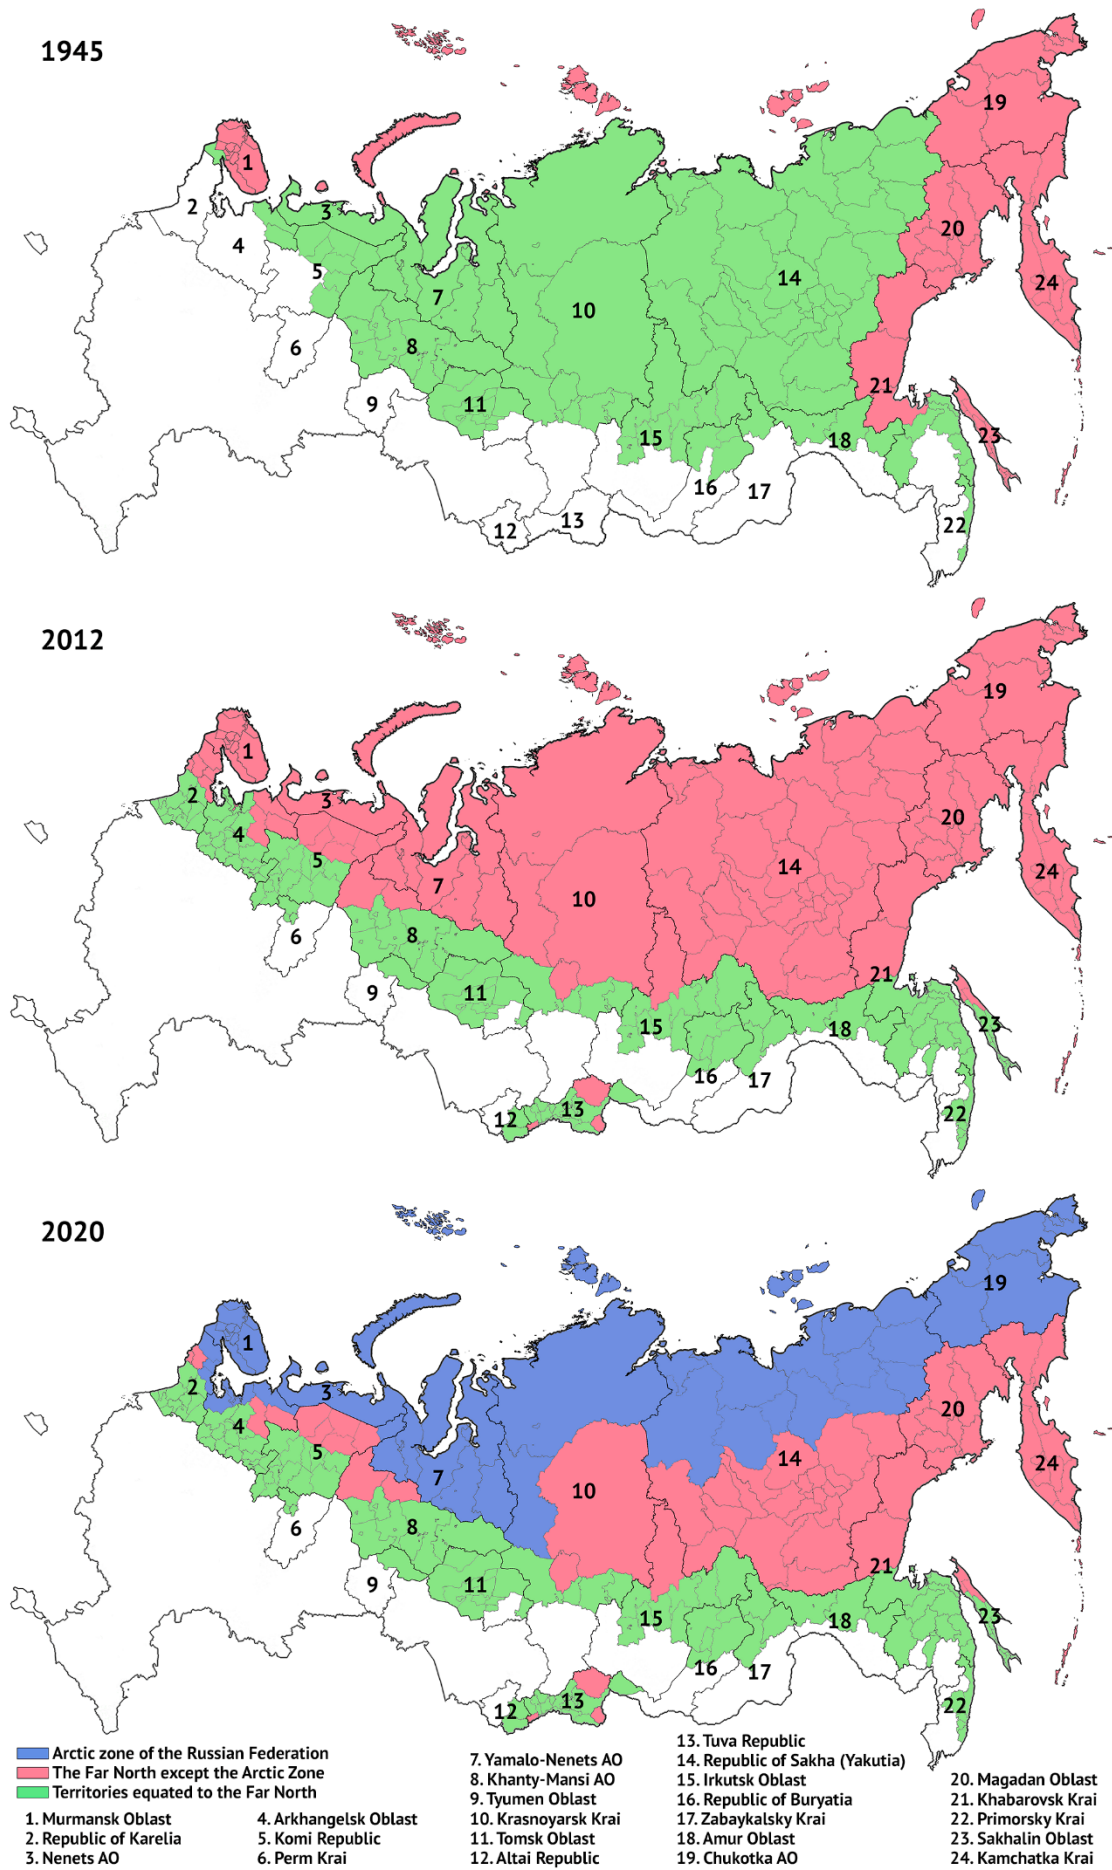 1945
19
1
2
3
20
4
14
5
24
7
10
8
6
21
9
11
23
15
18
16
17
13
22
12
2012
19
1
2
3
20
4
5
14
24
7
10
8
6
21
9
11
23
15
18
16
17
13
22
12
2020
19
1
2
3
20
4
5
14
24
7
10
8
6
21
9
11
23
15
18
16
17
13
22
12
Arctic zone of the Russian Federation
The Far North except the Arctic Zone
Territories equated to the Far North
1. Murmansk Oblast
2. Republic of Karelia
3. Nenets AO
4. Arkhangelsk Oblast
5. Komi Republic
6. Perm Krai
7. Yamalo-Nenets AO
8. Khanty-Mansi AO
9. Tyumen Oblast
10. Krasnoyarsk Krai
11. Tomsk Oblast
12. Altai Republic
13. Tuva Republic
14. Republic of Sakha (Yakutia)
15. Irkutsk Oblast
16. Republic of Buryatia
17. Zabaykalsky Krai
18. Amur Oblast
19. Chukotka AO
20. Magadan Oblast
21. Khabarovsk Krai
22. Primorsky Krai
23. Sakhalin Oblast
24. Kamchatka Krai